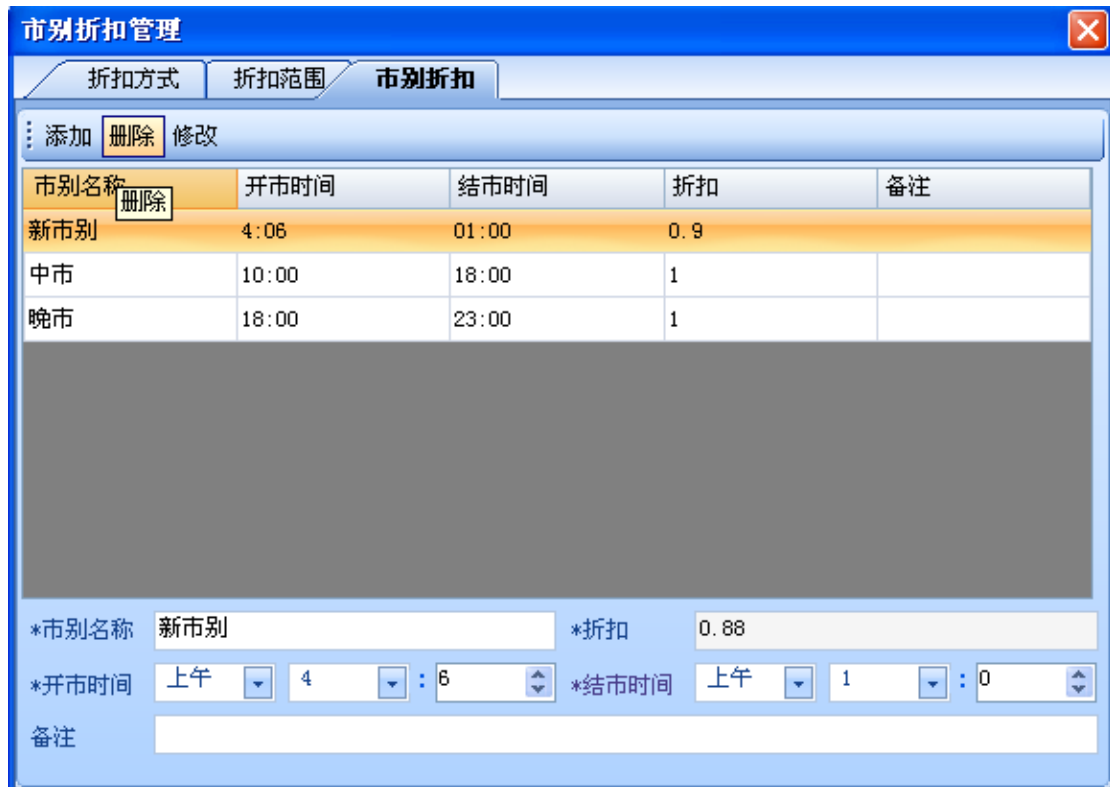 市别折扣管理
折扣方式 折扣范围 市别折扣
添加 删除 修改
市别名称 开市时间 结市时间 折扣 备注
删除
新市别 4:06 01:00 0.9
中市 10:00 18:00 1
晚市 18:00 23:00 1
*市别名称 新市别 *折扣 0.88
*开市时间 上午 4 : 6 *结市时间 上午 1 : 0
备注